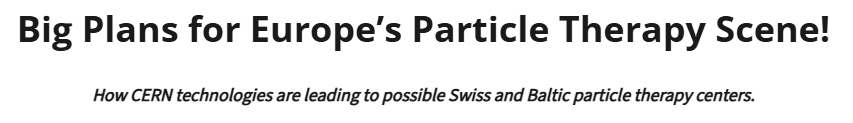 Big Plans for Europe’s Particle Therapy Scene!
How CERN technologies are leading to possible Swiss and Baltic particle therapy centers.